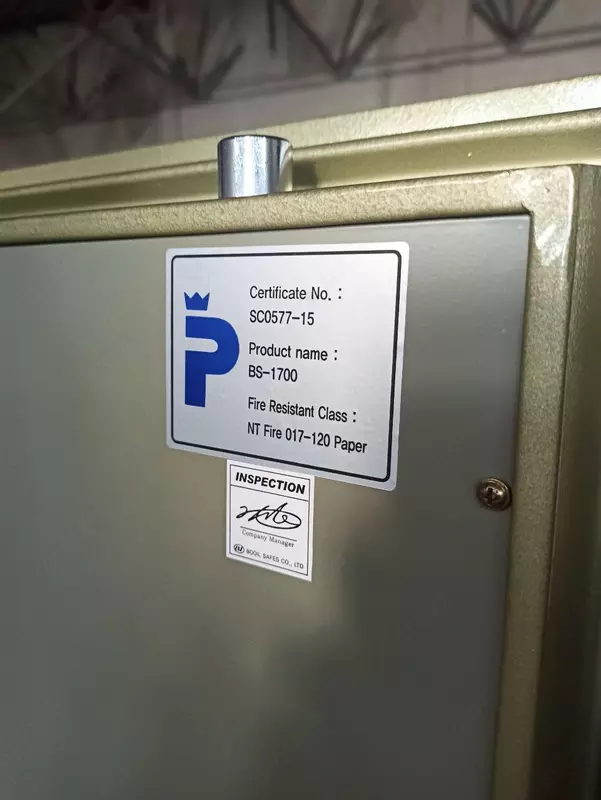 P
Certificate No. :
SC0577-15
Product name :
BS-1700
Fire Resistant Class :
NT Fire 017-120 Paper
INSPECTION
Company Manager
BOOIL SAFES CO., LTD